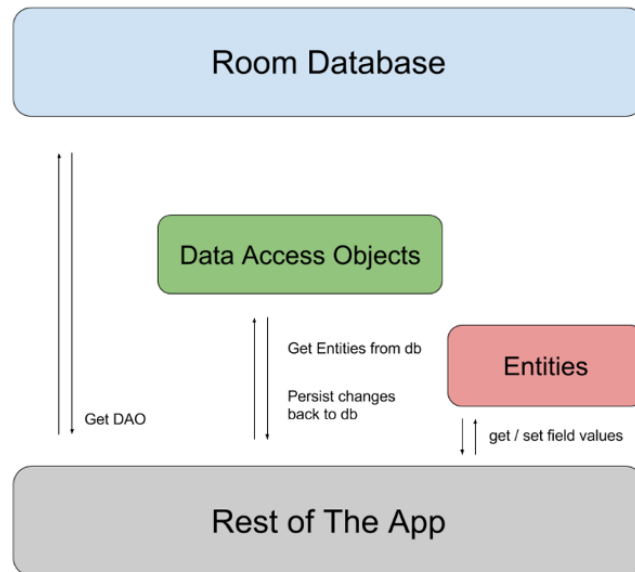 Room Database
Data Access Objects
Get Entities from db
Entities
Persist changes
back to db
Get DAO
get / set field values
Rest of The App